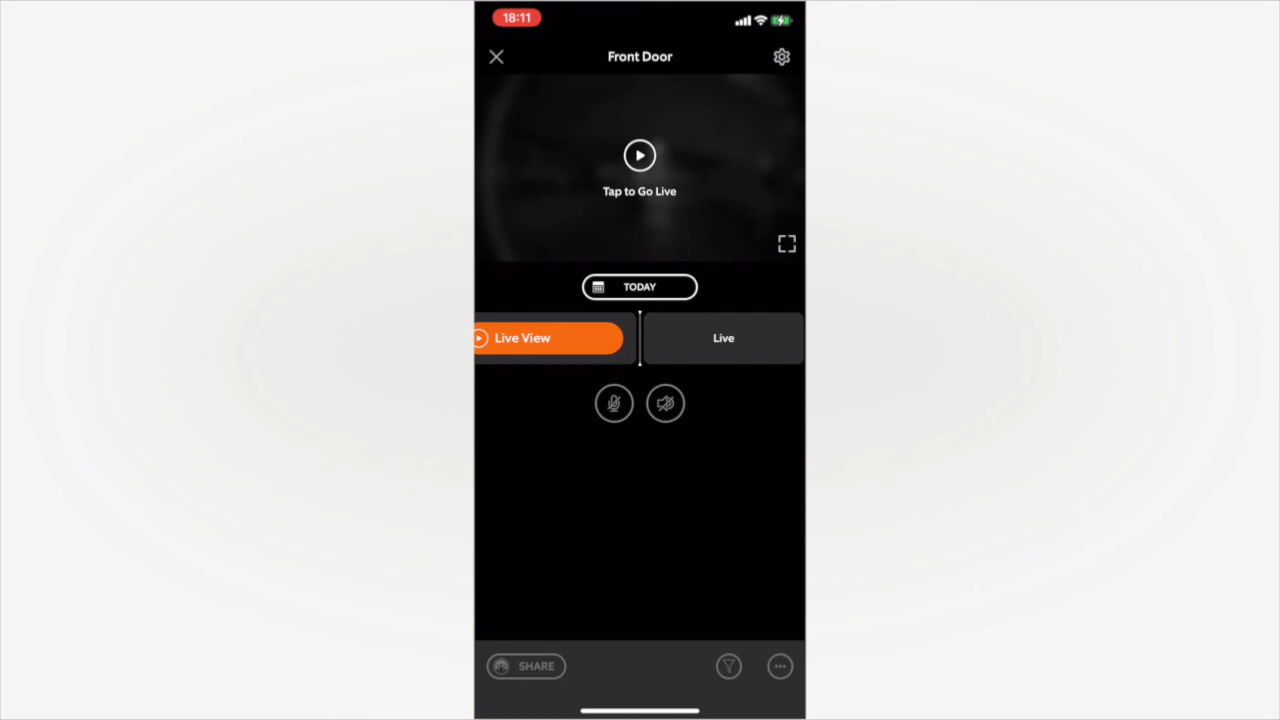 18:11
Front Door
Tap to Go Live
TODAY
Live View
Live
SHARE